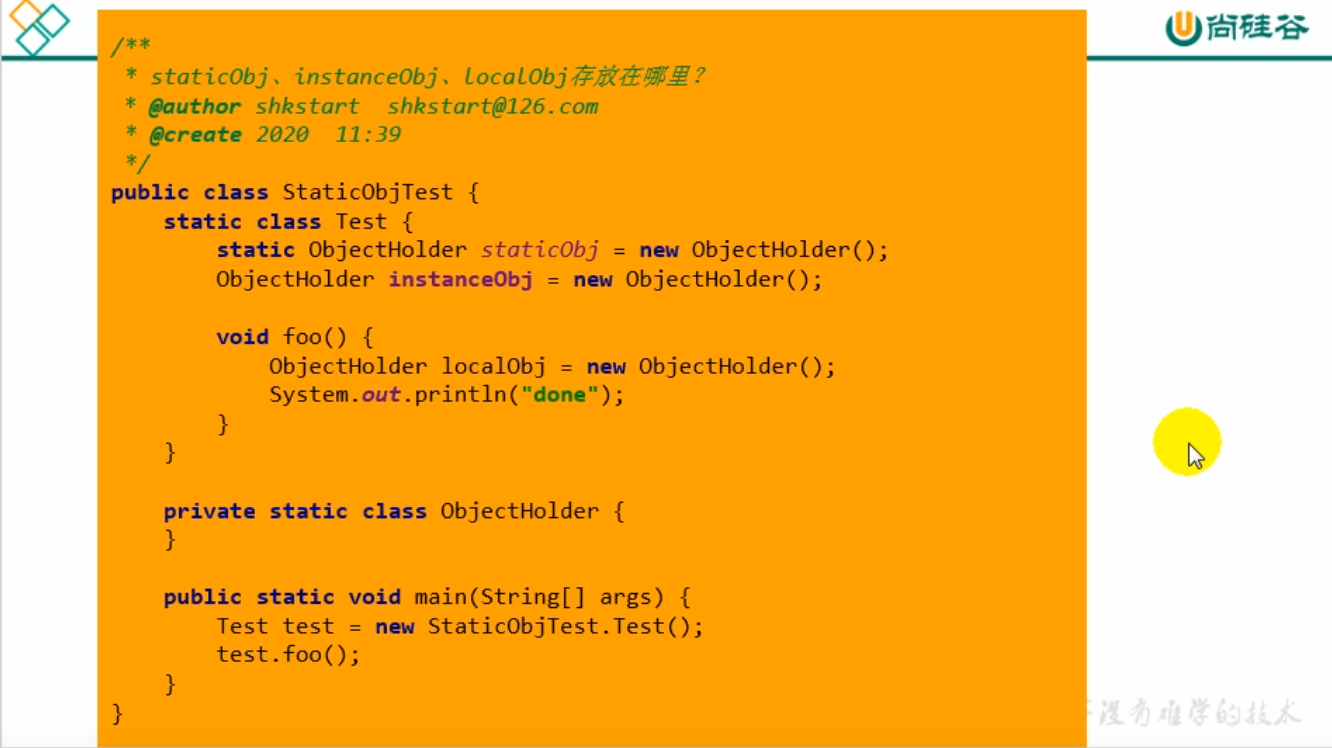 尚硅谷
/**
 * staticObj、instanceObj、localObj存放在哪里？
 * @author shkstart  shkstart@126.com
 * @create 2020  11:39
 */
public class StaticObjTest {
    static class Test {
        static ObjectHolder staticObj = new ObjectHolder();
        ObjectHolder instanceObj = new ObjectHolder();

        void foo() {
            ObjectHolder localObj = new ObjectHolder();
            System.out.println("done");
        }
    }

    private static class ObjectHolder {
    }

    public static void main(String[] args) {
        Test test = new StaticObjTest.Test();
        test.foo();
    }
}
没有难学的技术